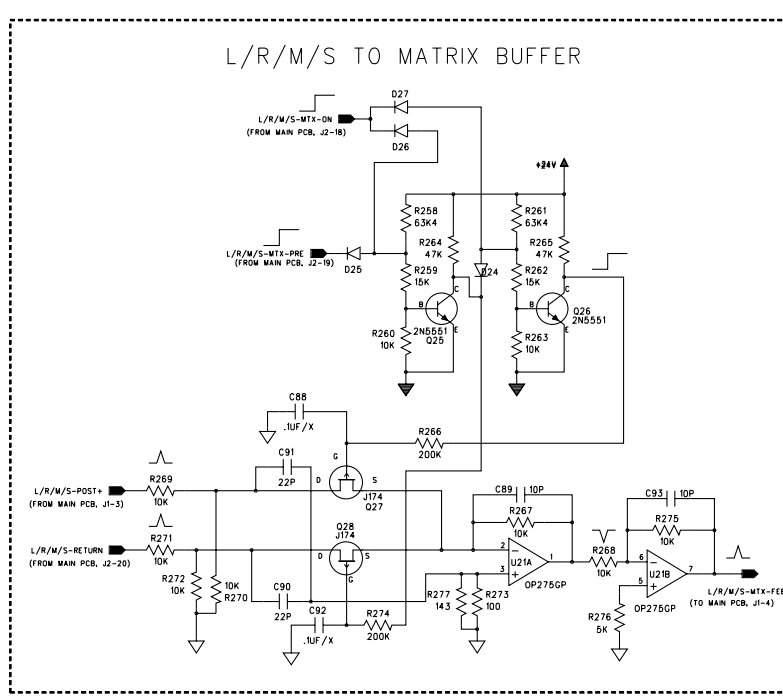 L/R/M/S TO MATRIX BUFFER
D27
L/R/M/S-MTX-ON
(FROM MAIN PCB, J2-18)
D26
+24V
R258
63K4
R261
63K4
R264
47K
R265
47K
L/R/M/S-MTX-PRE
(FROM MAIN PCB, J2-19)
D25
D24
R259
15K
R262
15K
C
B
E
C
B
E
Q26
2N5551
R260
10K
2N5551
Q25
R263
10K
C88
.1UF/X
R266
200K
G
C91
22P
D
S
J174
Q27
L/R/M/S-POST+
(FROM MAIN PCB, J1-3)
R269
10K
C89
10P
R267
10K
C93
10P
R275
10K
L/R/M/S-RETURN
(FROM MAIN PCB, J2-20)
R271
10K
Q28
J174
D
S
G
2
3
1
U21A
OP275GP
R268
10K
6
5
7
U21B
OP275GP
R272
10K
10K
R270
C90
22P
C92
.1UF/X
R274
200K
R277
143
R273
100
R276
5K
L/R/M/S-MTX-FEE
(TO MAIN PCB, J1-4)